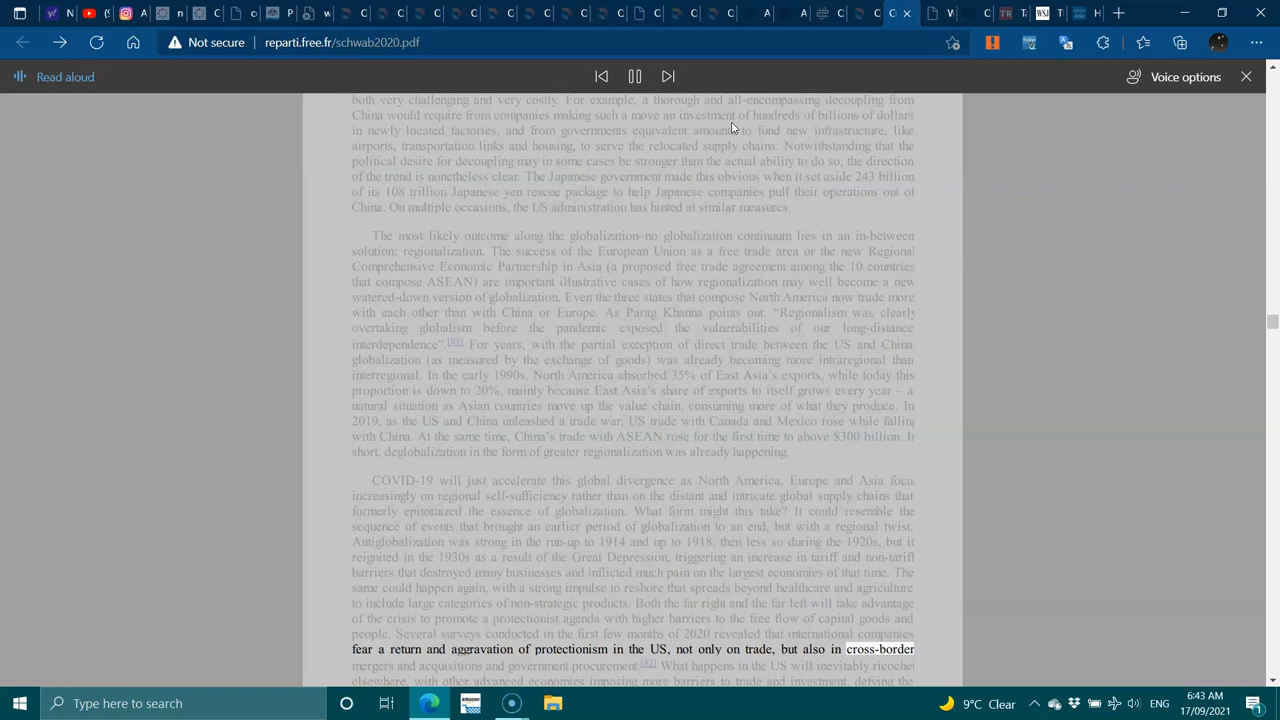 Not secure
reparti.free.fr/schwab2020.pdf
Read aloud
Voice options
both very challenging and very costly. For example, a thorough and all-encompassing decoupling from
China would require from companies making such a move an investment of hundreds of billions of dollars
in newly located factories, and from governments equivalent amounts to fund new infrastructure, like
airports, transportation links and housing, to serve the relocated supply chains. Notwithstanding that the
political desire for decoupling may in some cases be stronger than the actual ability to do so, the direction
of the trend is nonetheless clear. The Japanese government made this obvious when it set aside 243 billion
of its 108 trillion Japanese yen rescue package to help Japanese companies pull their operations out of
China. On multiple occasions, the US administration has hinted at similar measures.
The most likely outcome along the globalization–no globalization continuum lies in an in-between
solution: regionalization. The success of the European Union as a free trade area or the new Regional
Comprehensive Economic Partnership in Asia (a proposed free trade agreement among the 10 countries
that compose ASEAN) are important illustrative cases of how regionalization may well become a new
watered-down version of globalization. Even the three states that compose North America now trade more
with each other than with China or Europe. As Parag Khanna points out: “Regionalism was clearly
overtaking globalism before the pandemic exposed the vulnerabilities of our long-distance
interdependence”.[81] For years, with the partial exception of direct trade between the US and China,
globalization (as measured by the exchange of goods) was already becoming more intraregional than
interregional. In the early 1990s, North America absorbed 35% of East Asia’s exports, while today this
proportion is down to 20%, mainly because East Asia’s share of exports to itself grows every year – a
natural situation as Asian countries move up the value chain, consuming more of what they produce. In
2019, as the US and China unleashed a trade war, US trade with Canada and Mexico rose while falling
with China. At the same time, China’s trade with ASEAN rose for the first time to above $300 billion. In
short, deglobalization in the form of greater regionalization was already happening.
COVID-19 will just accelerate this global divergence as North America, Europe and Asia focu
increasingly on regional self-sufficiency rather than on the distant and intricate global supply chains that
formerly epitomized the essence of globalization. What form might this take? It could resemble the
sequence of events that brought an earlier period of globalization to an end, but with a regional twist.
Antiglobalization was strong in the run-up to 1914 and up to 1918, then less so during the 1920s, but it
reignited in the 1930s as a result of the Great Depression, triggering an increase in tariff and non-tariff
barriers that destroyed many businesses and inflicted much pain on the largest economies of that time. The
same could happen again, with a strong impulse to reshore that spreads beyond healthcare and agriculture
to include large categories of non-strategic products. Both the far right and the far left will take advantage
of the crisis to promote a protectionist agenda with higher barriers to the free flow of capital goods and
people. Several surveys conducted in the first few months of 2020 revealed that international companies
fear a return and aggravation of protectionism in the US, not only on trade, but also in cross-border
mergers and acquisitions and government procurement.[82] What happens in the US will inevitably ricochet
elsewhere, with other advanced economies imposing more barriers to trade and investment, defying the
Type here to search
9°C Clear
ENG
6:43 AM
17/09/2021